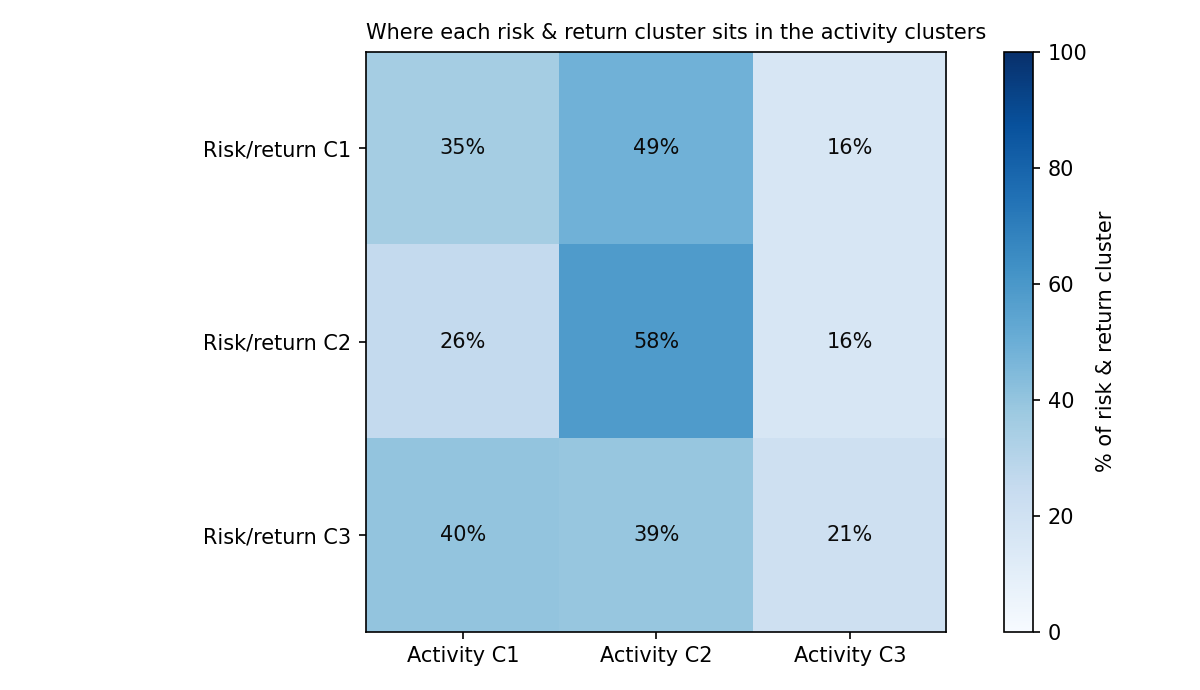 Where each risk & return cluster sits in the activity clusters
Risk/return C1
35%
49%
16%
Risk/return C2
26%
58%
16%
Risk/return C3
40%
39%
21%
Activity C1
Activity C2
Activity C3
100
80
60
40
20
0
% of risk & return cluster